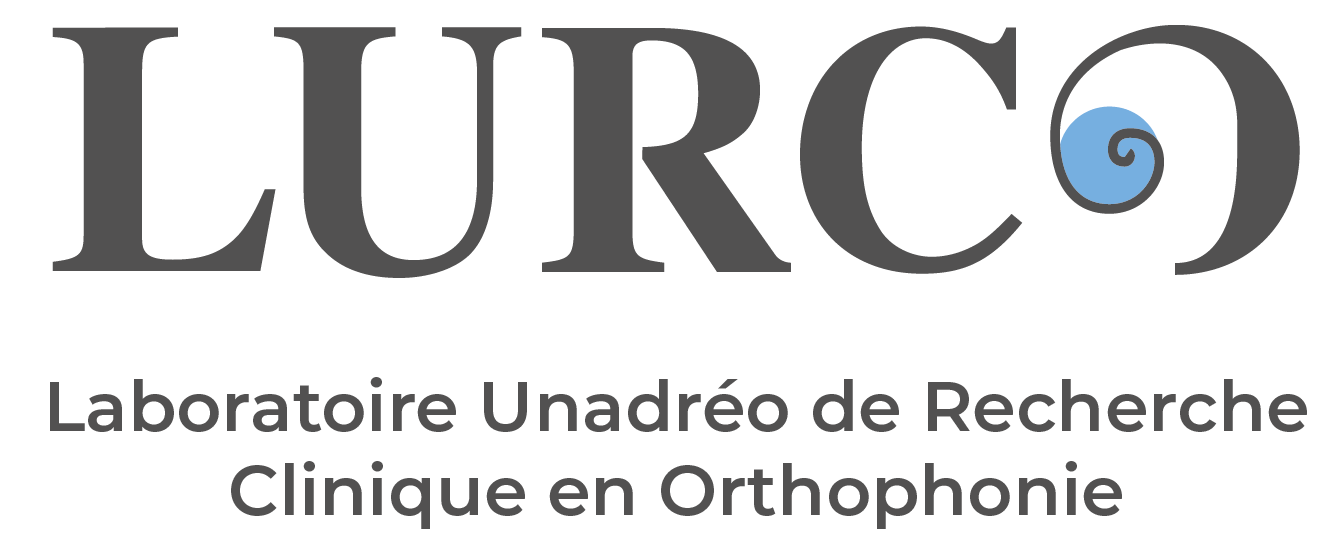 LURCO
Laboratoire Unadréo de Recherche
Clinique en Orthophonie